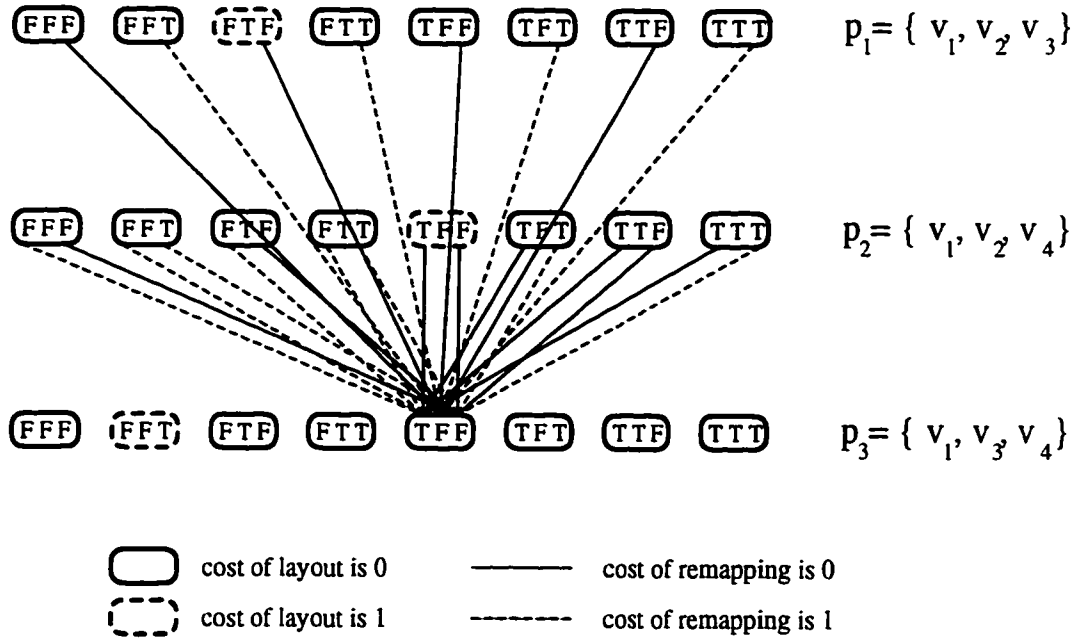 FFF FFT FTF FTT TFF TFT TTF TTT p1= { v1, v2, v3}
FFF FFT FTF FTT TFF TFT TTF TTT p2= { v1, v2, v4}
FFF FFT FTF FTT TFF TFT TTF TTT p3= { v1, v3, v4}
cost of layout is 0 cost of remapping is 0
cost of layout is 1 cost of remapping is 1